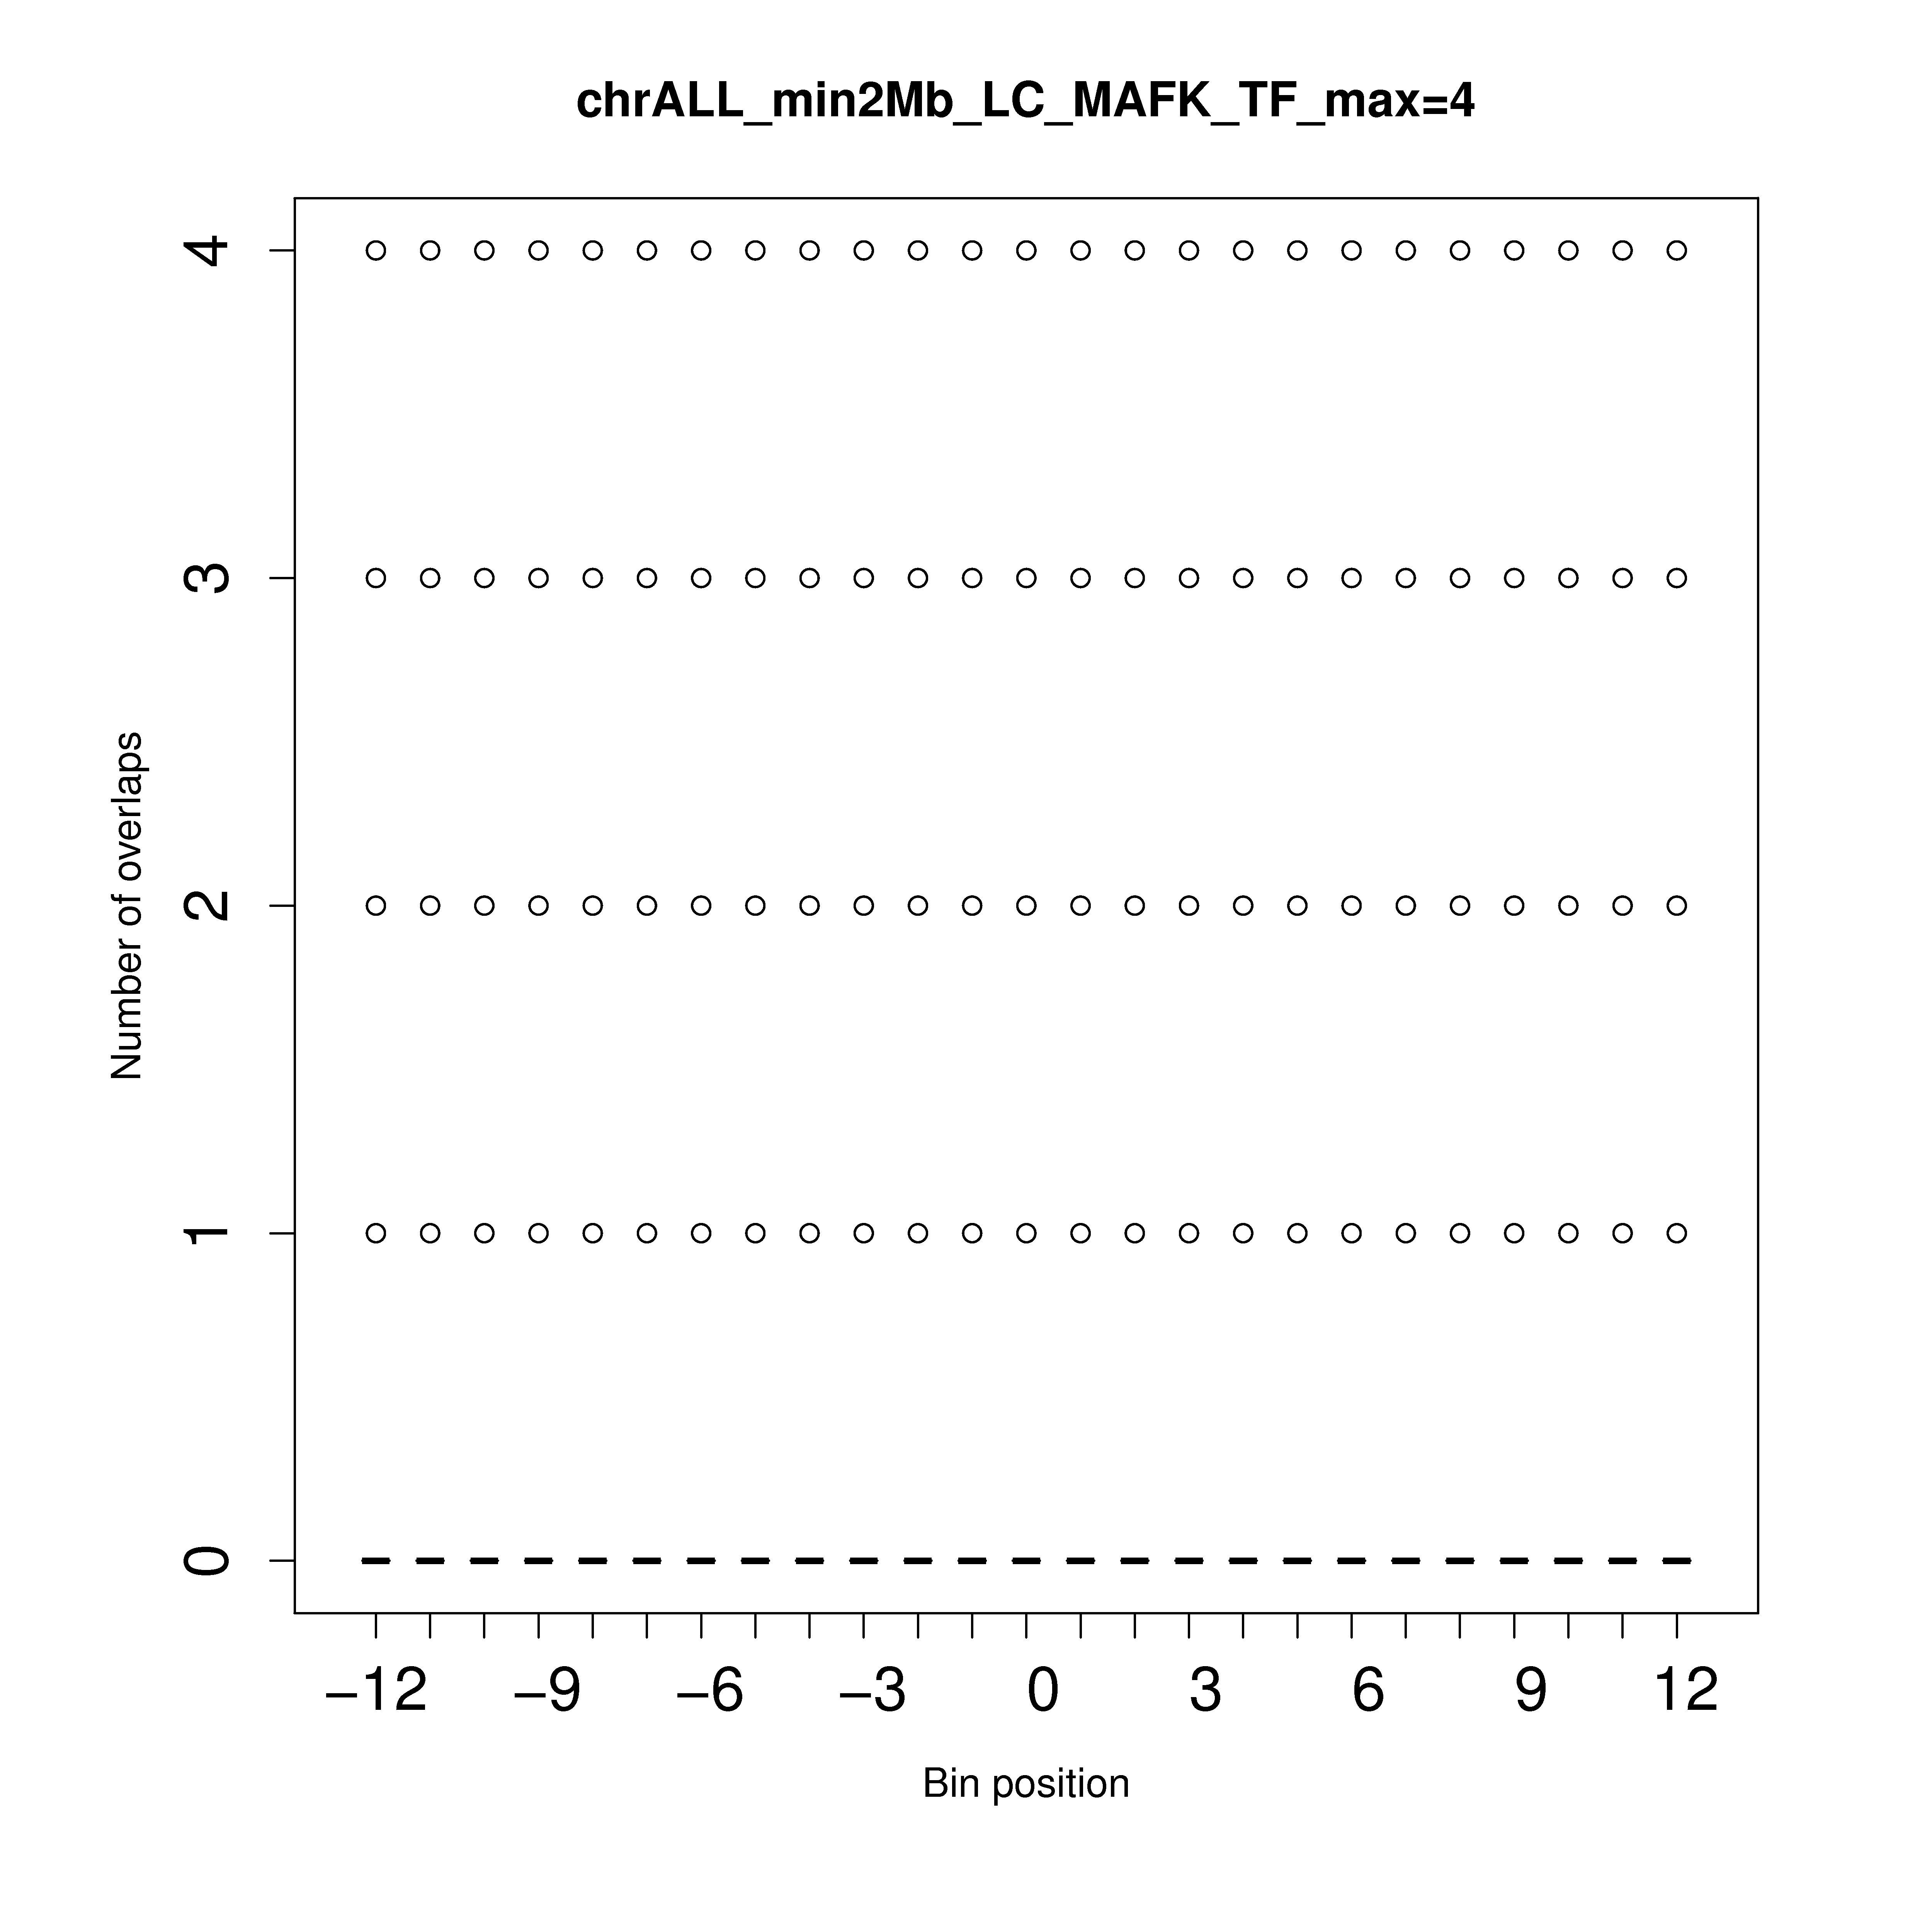 chrALL_min2Mb_LC_MAFK_TF_max=4
4
3
2
1
0
Number of overlaps
−12 −9 −6 −3 0 3 6 9 12
Bin position